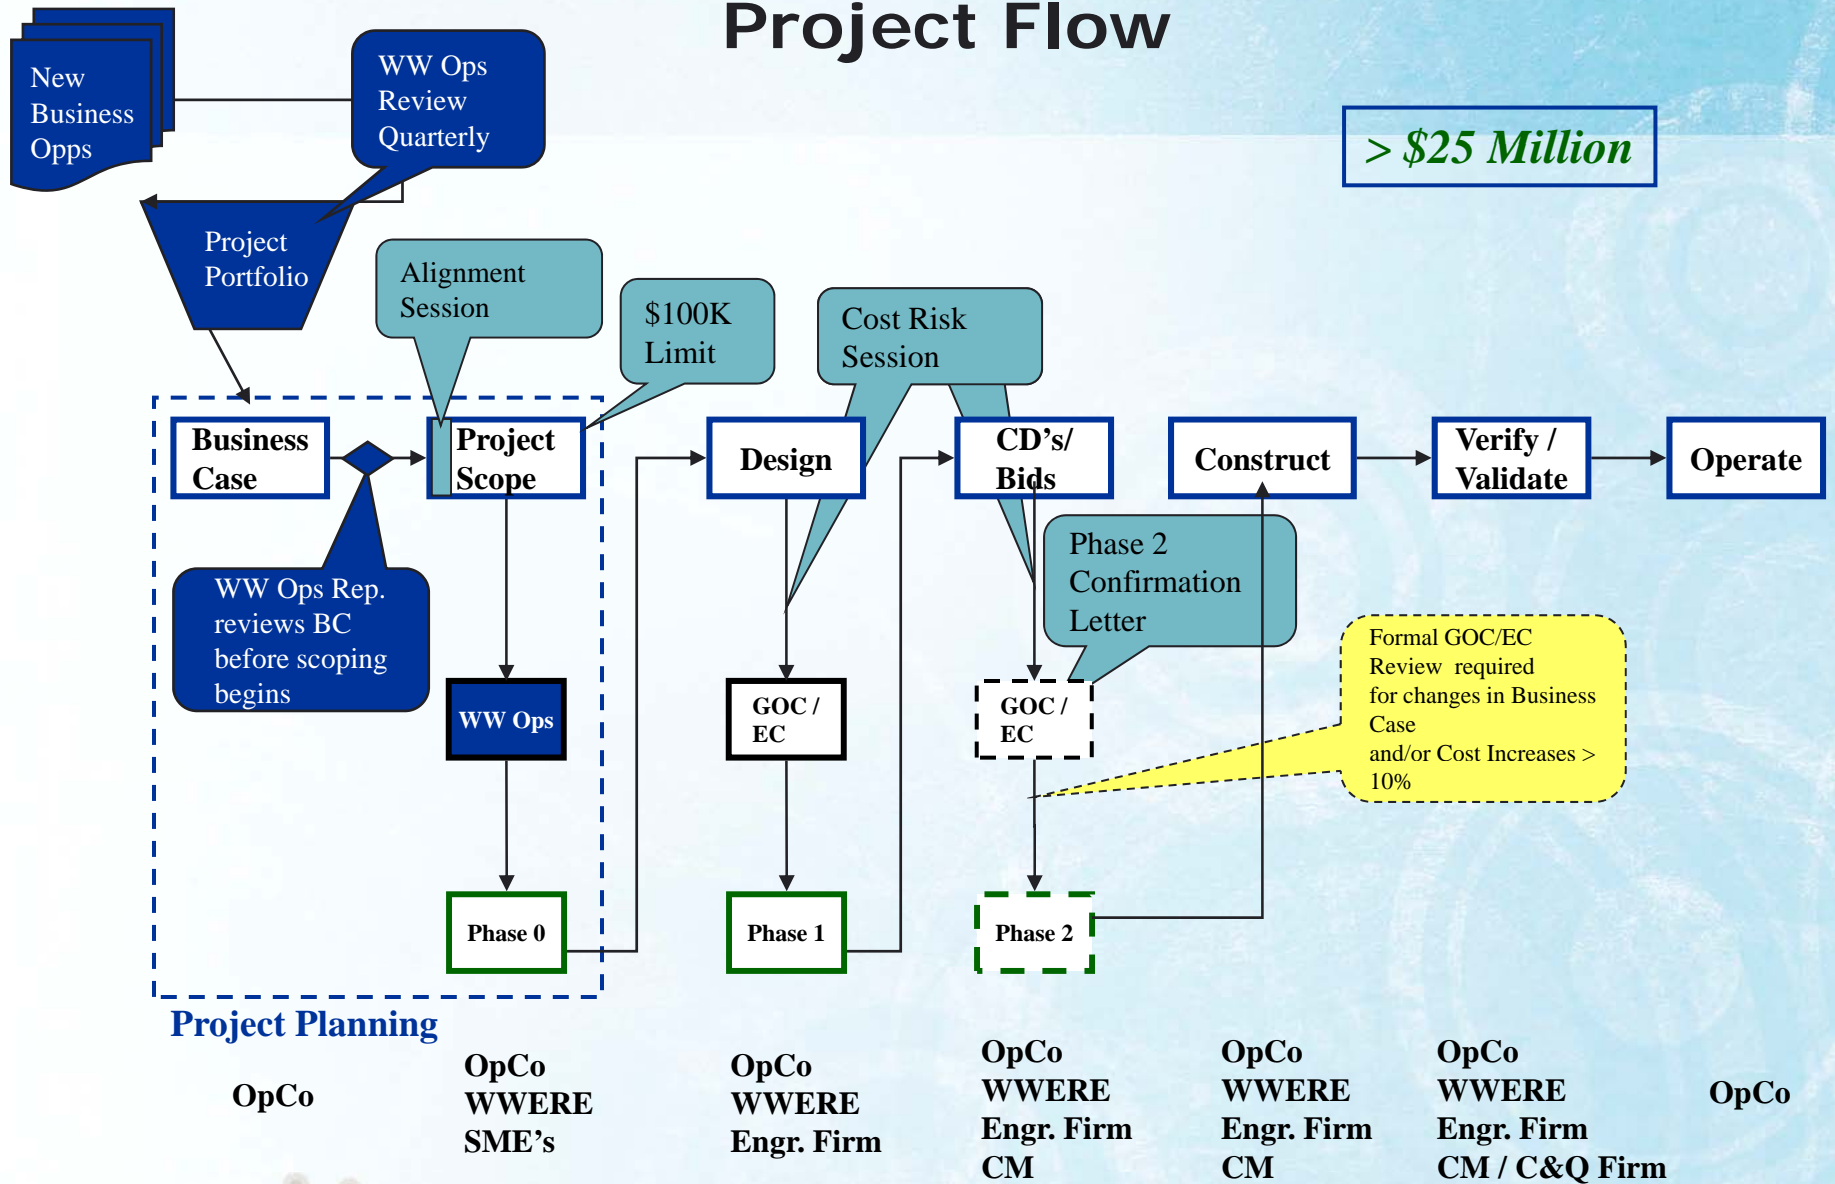 Project Flow
New
Business
Opps
WW Ops
Review
Quarterly
> $25 Million
Project
Portfolio
Alignment
Session
$100K
Limit
Cost Risk
Session
Business
Case
Project
Scope
Design
CD’s/
Bids
Construct
Verify /
Validate
Operate
WW Ops Rep.
reviews BC
before scoping
begins
Phase 2
Confirmation
Letter
Formal GOC/EC
Review required
for changes in Business
Case
and/or Cost Increases >
10%
WW Ops
GOC /
EC
GOC /
EC
Phase 0
Phase 1
Phase 2
Project Planning
OpCo
OpCo
WWERE
SME’s
OpCo
WWERE
Engr. Firm
OpCo
WWERE
Engr. Firm
CM
OpCo
WWERE
Engr. Firm
CM
OpCo
WWERE
Engr. Firm
CM / C&Q Firm
OpCo